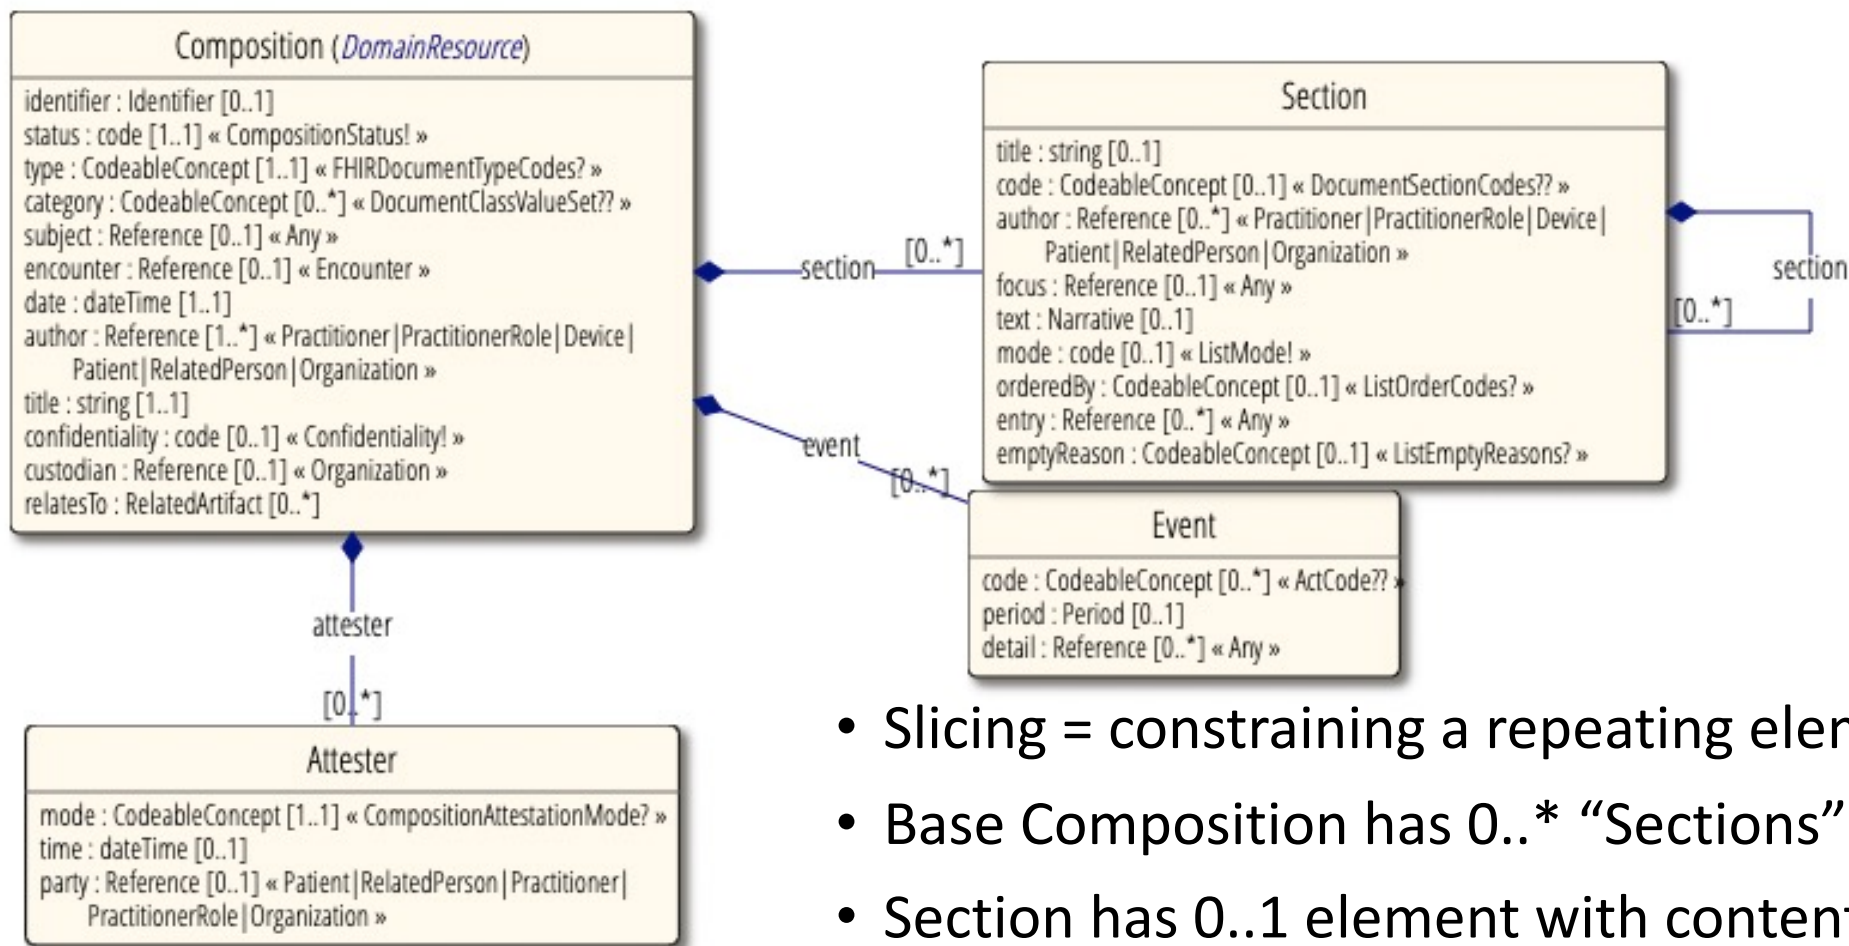 Composition (DomainResource)
identifier : Identifier [0..1]
status : code [1..1] « CompositionStatus! »
type : CodeableConcept [1..1] « FHIRDocumentTypeCodes? »
category : CodeableConcept [0..*] « DocumentClassValueSet?? »
subject : Reference [0..1] « Any »
encounter : Reference [0..1] « Encounter »
date : dateTime [1..1]
author : Reference [1..*] « Practitioner|PractitionerRole|Device|
Patient|RelatedPerson|Organization »
title : string [1..1]
confidentiality : code [0..1] « Confidentiality! »
custodian : Reference [0..1] « Organization »
relatesTo : RelatedArtifact [0..*]
section
[0..*]
Section
title : string [0..1]
code : CodeableConcept [0..1] « DocumentSectionCodes?? »
author : Reference [0..*] « Practitioner|PractitionerRole|Device|
Patient|RelatedPerson|Organization »
focus : Reference [0..1] « Any »
text : Narrative [0..1]
mode : code [0..1] « ListMode! »
orderedBy : CodeableConcept [0..1] « ListOrderCodes? »
entry : Reference [0..*] « Any »
emptyReason : CodeableConcept [0..1] « ListEmptyReasons? »
section
[0..*]
event
[0..*]
Event
code : CodeableConcept [0..*] « ActCode?? »
period : Period [0..1]
detail : Reference [0..*] « Any »
attester
[0..*]
Attester
mode : CodeableConcept [1..1] « CompositionAttestationMode? »
time : dateTime [0..1]
party : Reference [0..1] « Patient|RelatedPerson|Practitioner|
PractitionerRole|Organization »
• Slicing = constraining a repeating
• Base Composition has 0..* “Sections”
• Section has 0..1 element with content